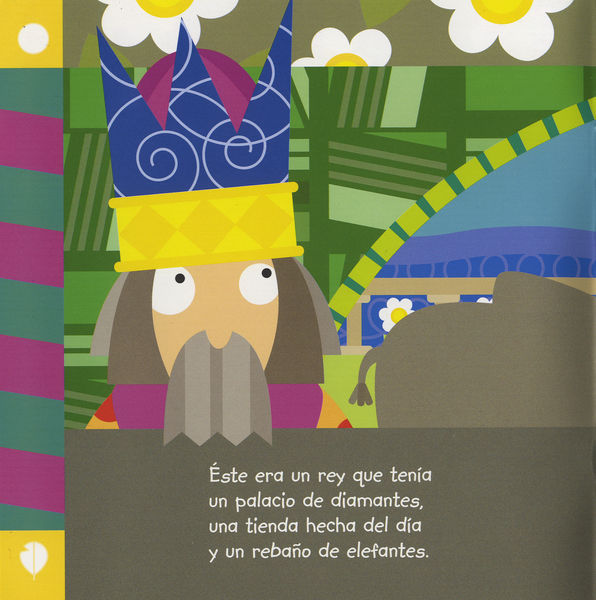 Éste era un rey que tenía
un palacio de diamantes,
una tienda hecha del día
y un rebaño de elefantes.